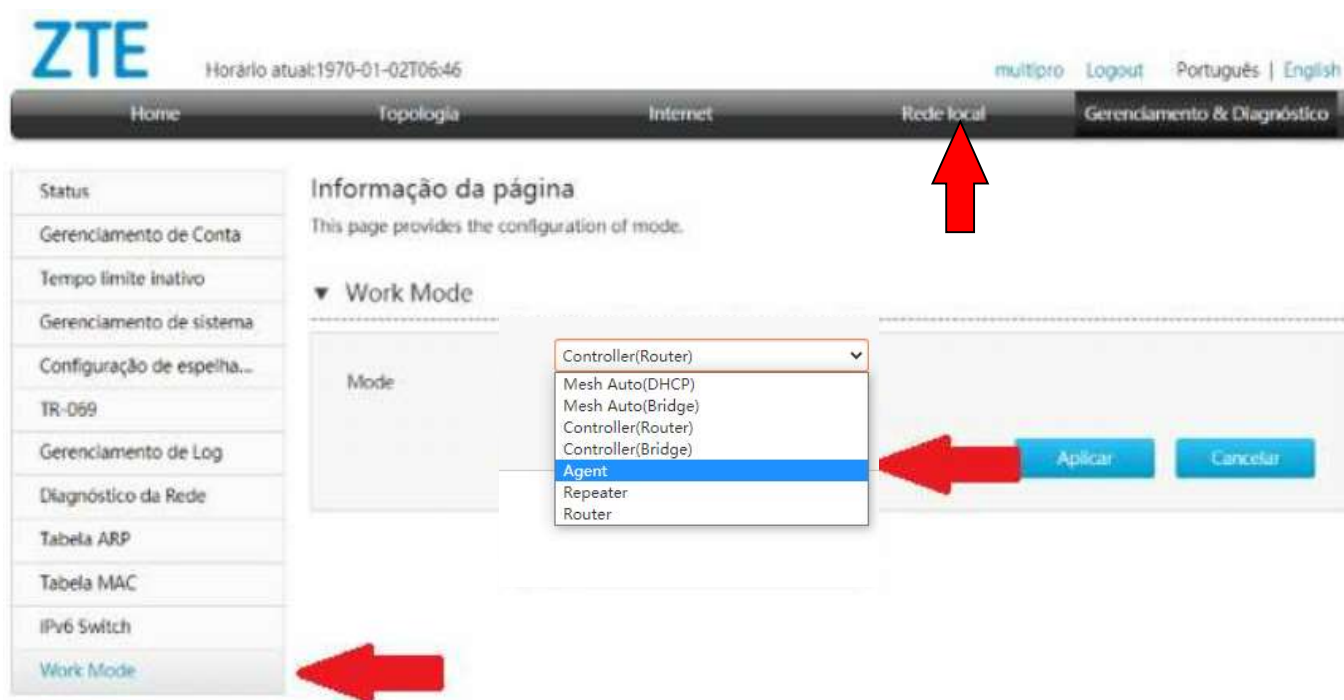 ZTE
Horário atual:1970-01-02T06:46
multipro Logout Português | English
Home Topologia Internet Rede local Gerenciamento & Diagnóstico
Status
Gerenciamento de Conta
Tempo limite inativo
Gerenciamento de sistema
Configuração de espelha...
TR-069
Gerenciamento de Log
Diagnóstico da Rede
Tabela ARP
Tabela MAC
IPv6 Switch
Work Mode
Informação da página
This page provides the configuration of mode.
▼ Work Mode
Mode
Controller(Router)
Mesh Auto(DHCP)
Mesh Auto(Bridge)
Controller(Router)
Controller(Bridge)
Agent
Repeater
Router
Aplicar Cancelar